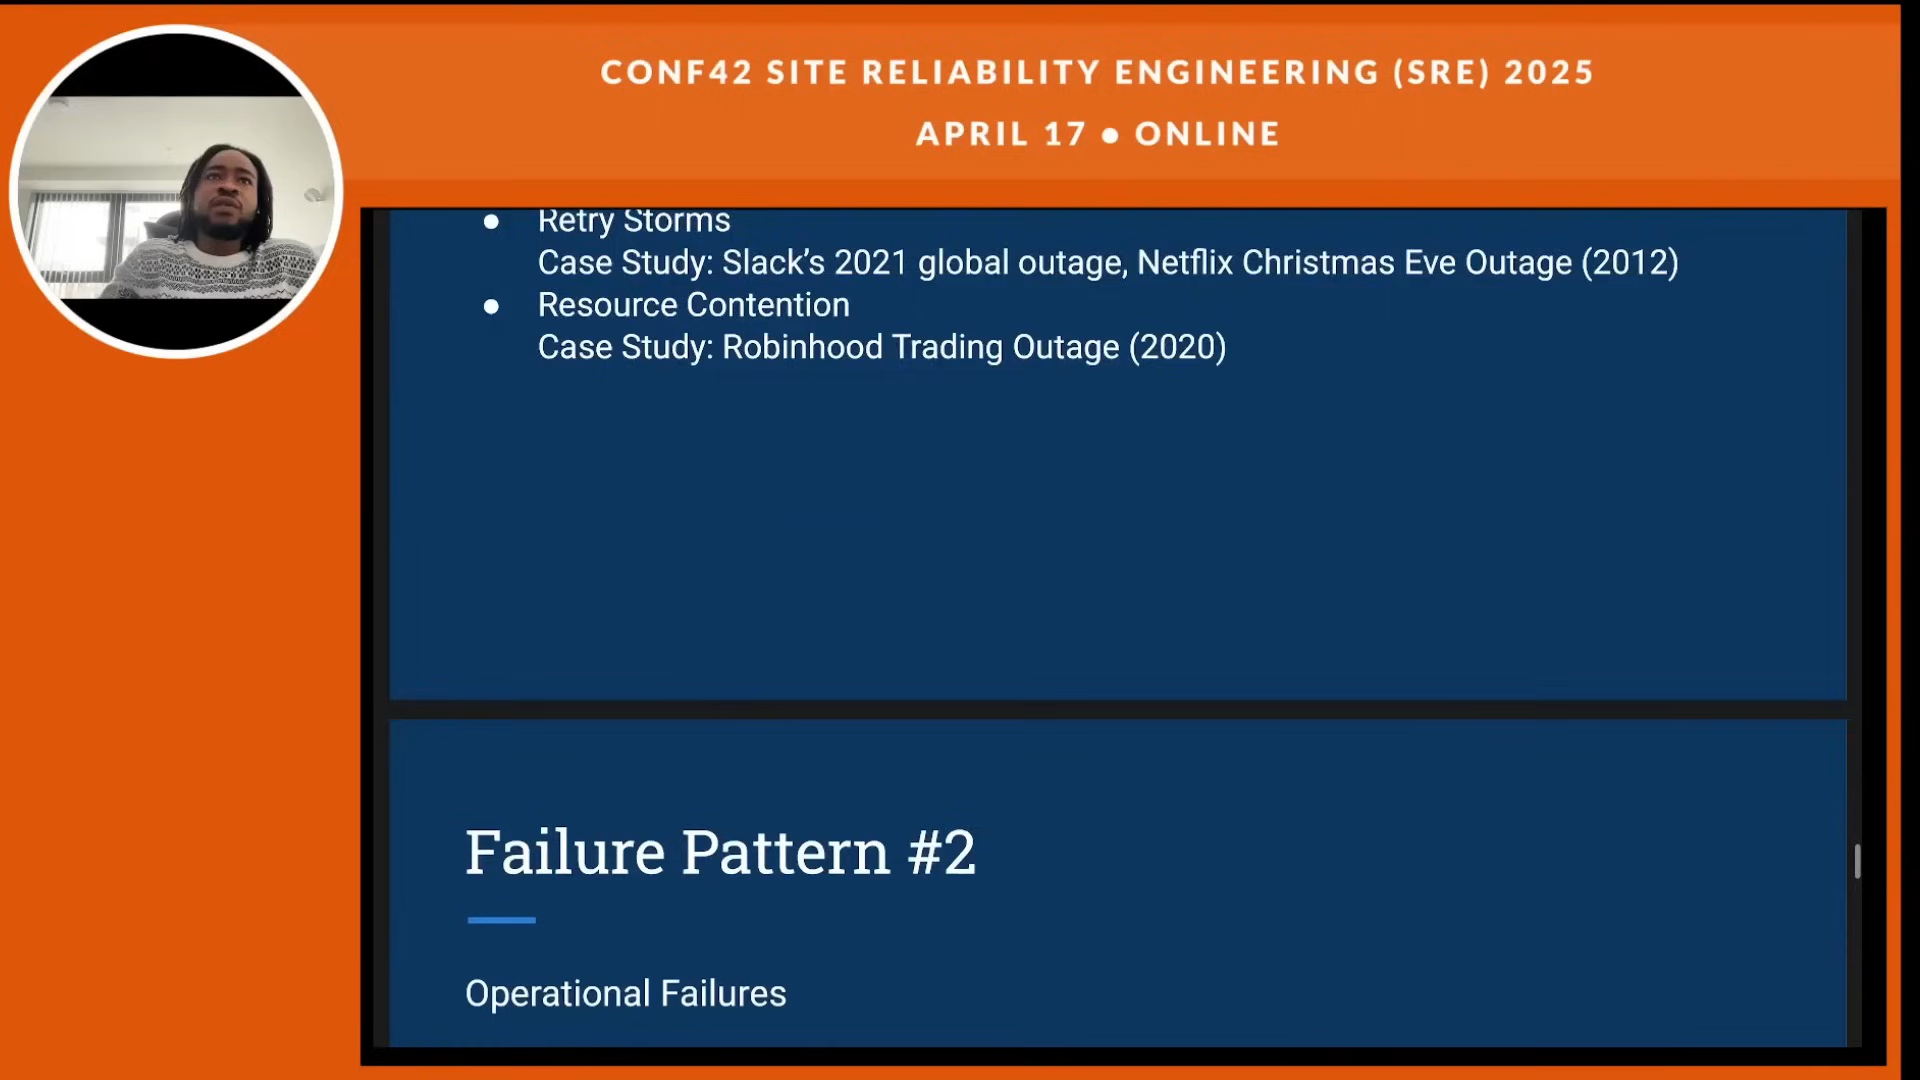 CONF42 SITE RELIABILITY ENGINEERING (SRE) 2025
APRIL 17 ● ONLINE
● Retry Storms
Case Study: Slack’s 2021 global outage, Netflix Christmas Eve Outage (2012)
● Resource Contention
Case Study: Robinhood Trading Outage (2020)
Failure Pattern #2
Operational Failures